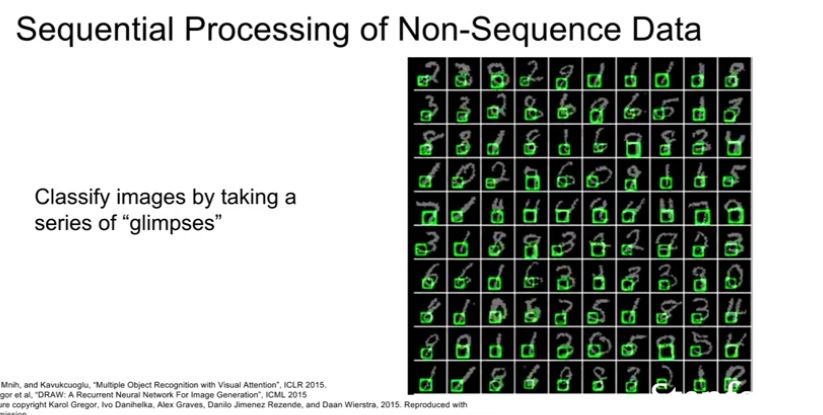 Sequential Processing of Non-Sequence Data
Classify images by taking a
series of “glimpses”
Mnih, and Kavukcuoglu, “Multiple Object Recognition with Visual Attention”, ICLR 2015.
gor et al, “DRAW: A Recurrent Neural Network For Image Generation”, ICML 2015
ure copyright Karol Gregor, Ivo Danihelka, Alex Graves, Danilo Jimenez Rezende, and Daan Wierstra, 2015. Reproduced with